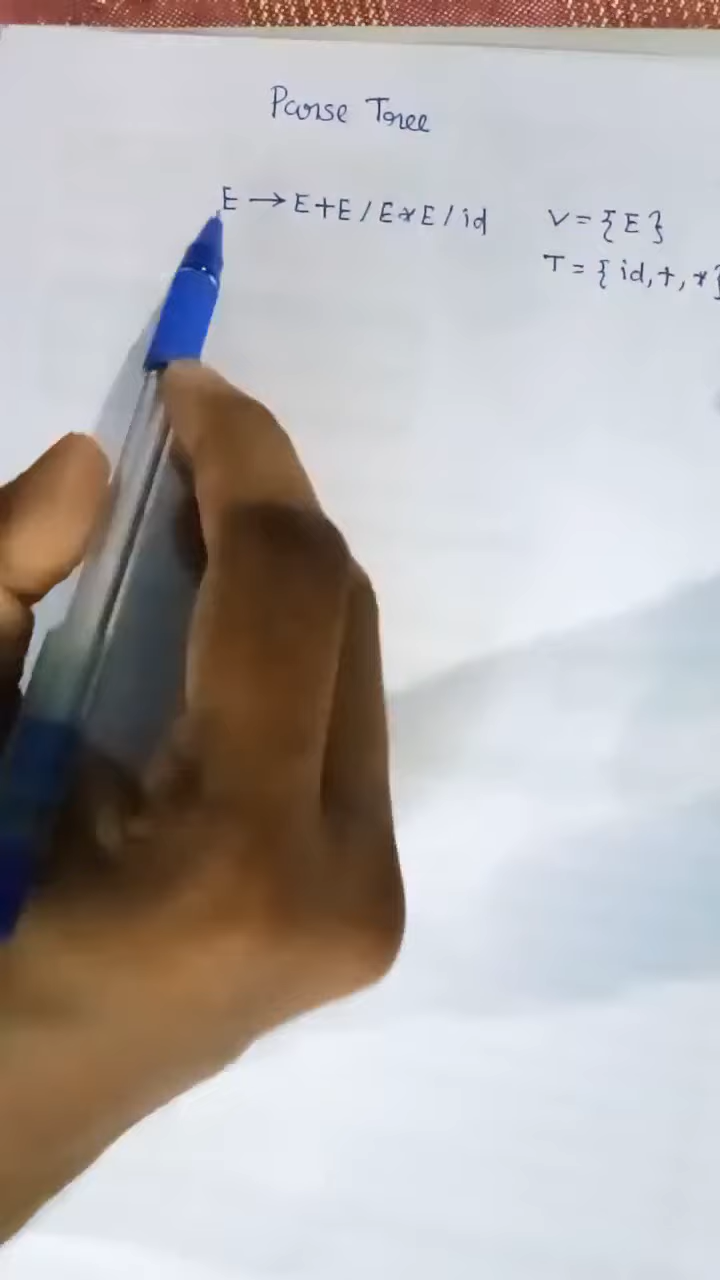 Parse Tree
E → E+E / E*E / id V = {E}
T = {id, +, *}